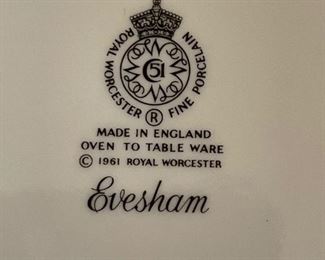 ROYAL WORCESTER FINE PORCELAIN
C 51
®
MADE IN ENGLAND
OVEN TO TABLE WARE
© 1961 ROYAL WORCESTER
Evesham